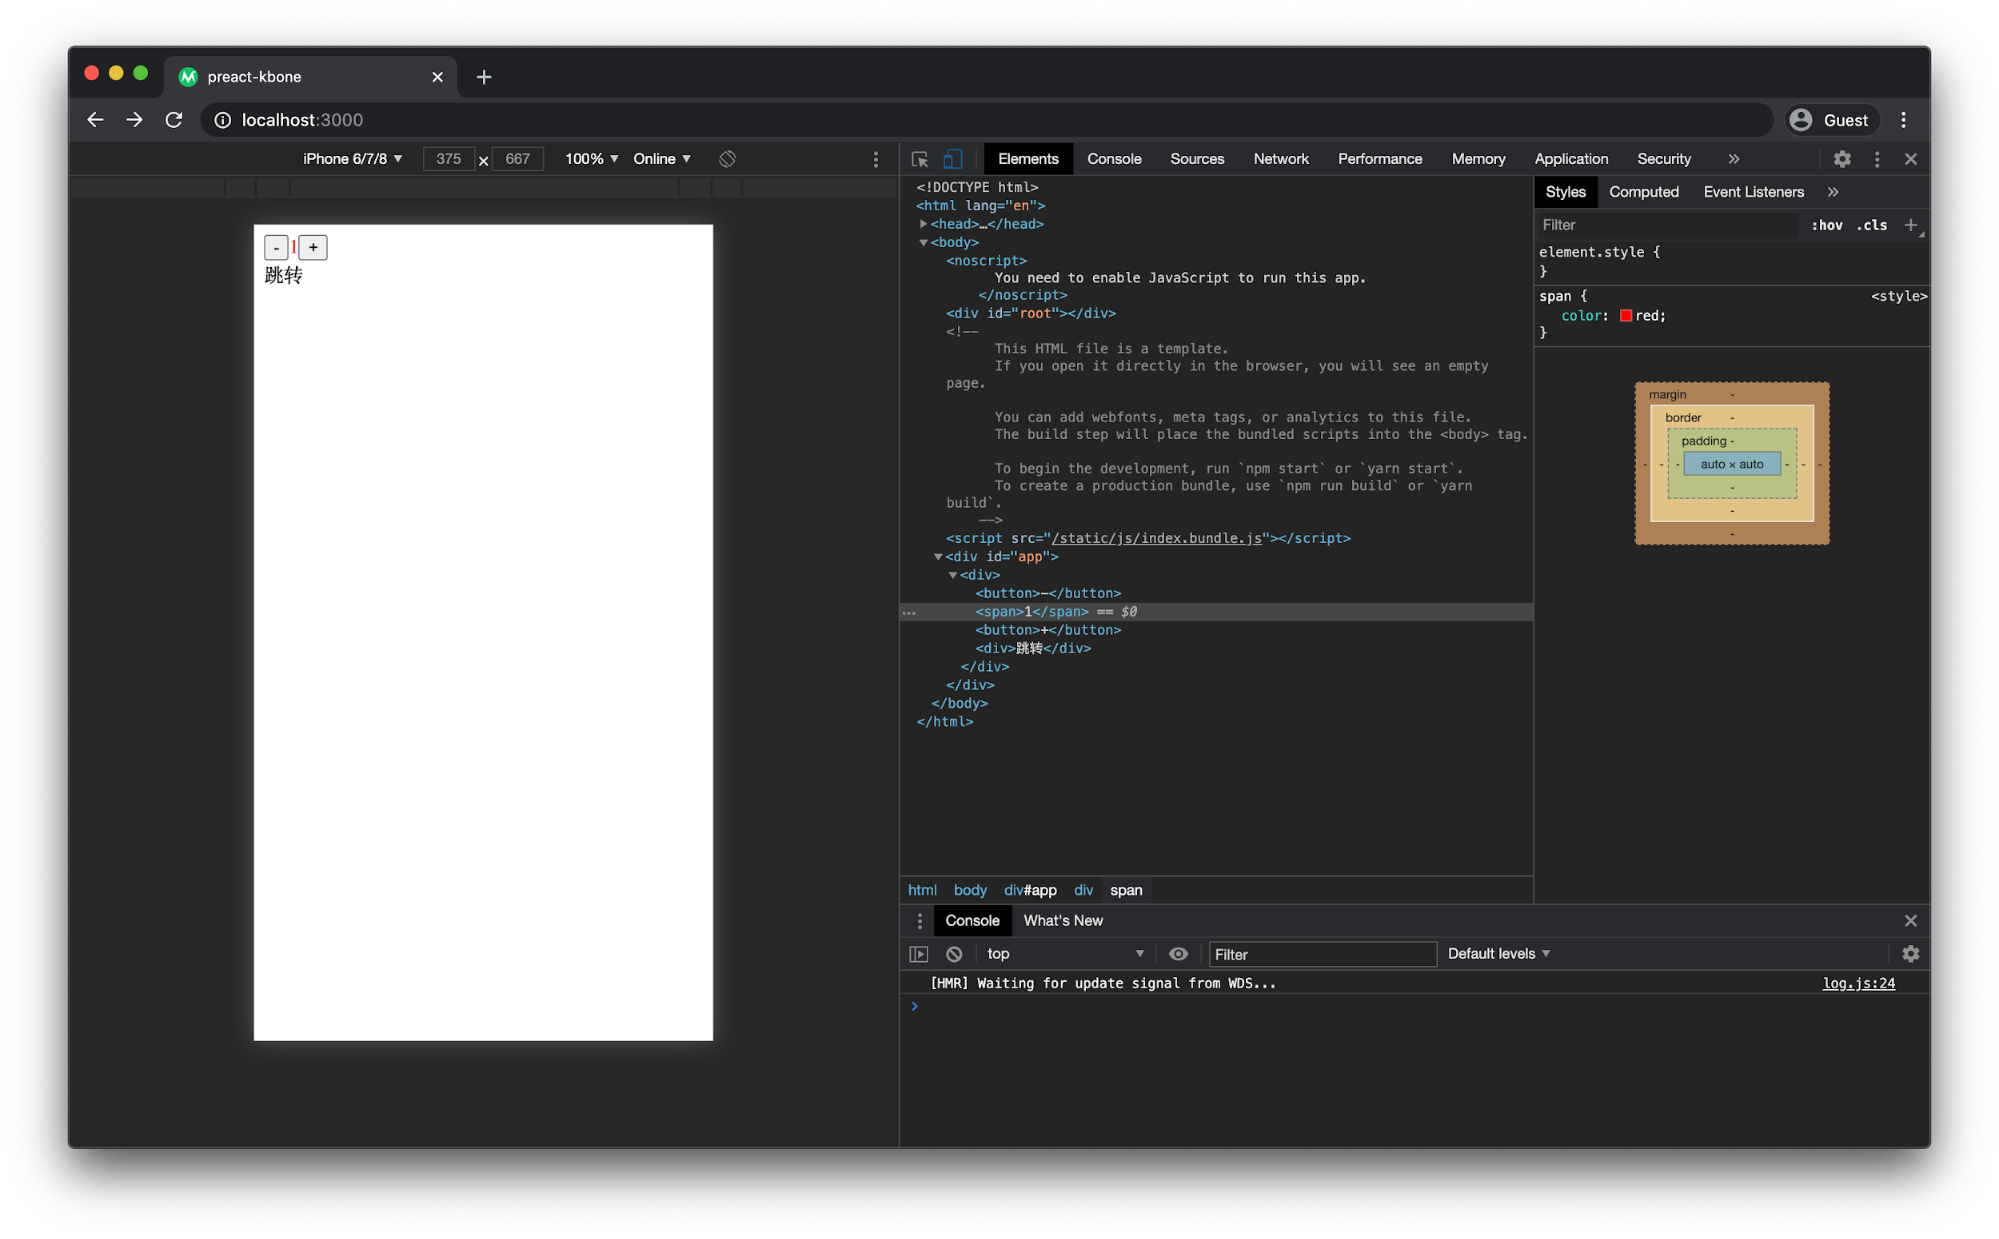 preact-kbone
localhost:3000
Guest
iPhone 6/7/8 ▼ 375 x 667 100% ▼ Online ▼
- 1 +
跳转
Elements Console Sources Network Performance Memory Application Security »
<!DOCTYPE html>
<html lang="en">
<head>…</head>
<body>
<noscript>
You need to enable JavaScript to run this app.
</noscript>
<div id="root"></div>
<!--
This HTML file is a template.
If you open it directly in the browser, you will see an empty
page.
You can add webfonts, meta tags, or analytics to this file.
The build step will place the bundled scripts into the <body> tag.
To begin the development, run `npm start` or `yarn start`.
To create a production bundle, use `npm run build` or `yarn
build`.
-->
<script src="/static/js/index.bundle.js"></script>
<div id="app">
<div>
<button>-</button>
<span>1</span> == $0
<button>+</button>
<div>跳转</div>
</div>
</div>
</body>
</html>
html body div#app div span
Styles Computed Event Listeners »
Filter :hov .cls +
element.style {
}
span { <style>
color: red;
}
margin -
border -
padding -
- - - auto × auto - - -
-
-
-
Console What's New
top ▼ Filter Default levels ▼
[HMR] Waiting for update signal from WDS... log.js:24
>